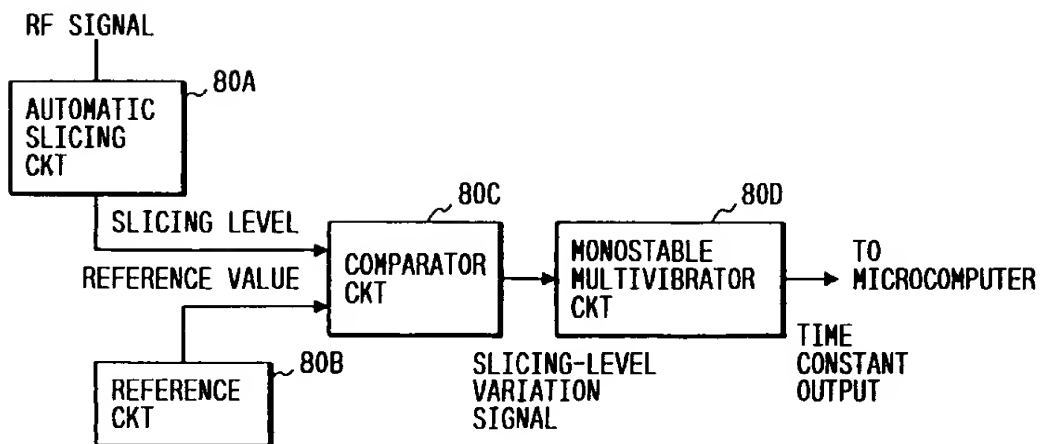 RF SIGNAL
80A
AUTOMATIC
SLICING
CKT
SLICING LEVEL
REFERENCE VALUE
80C
COMPARATOR
CKT
80D
MONOSTABLE
MULTIVIBRATOR
CKT
TO
MICROCOMPUTER
80B
REFERENCE
CKT
SLICING-LEVEL
VARIATION
SIGNAL
TIME
CONSTANT
OUTPUT